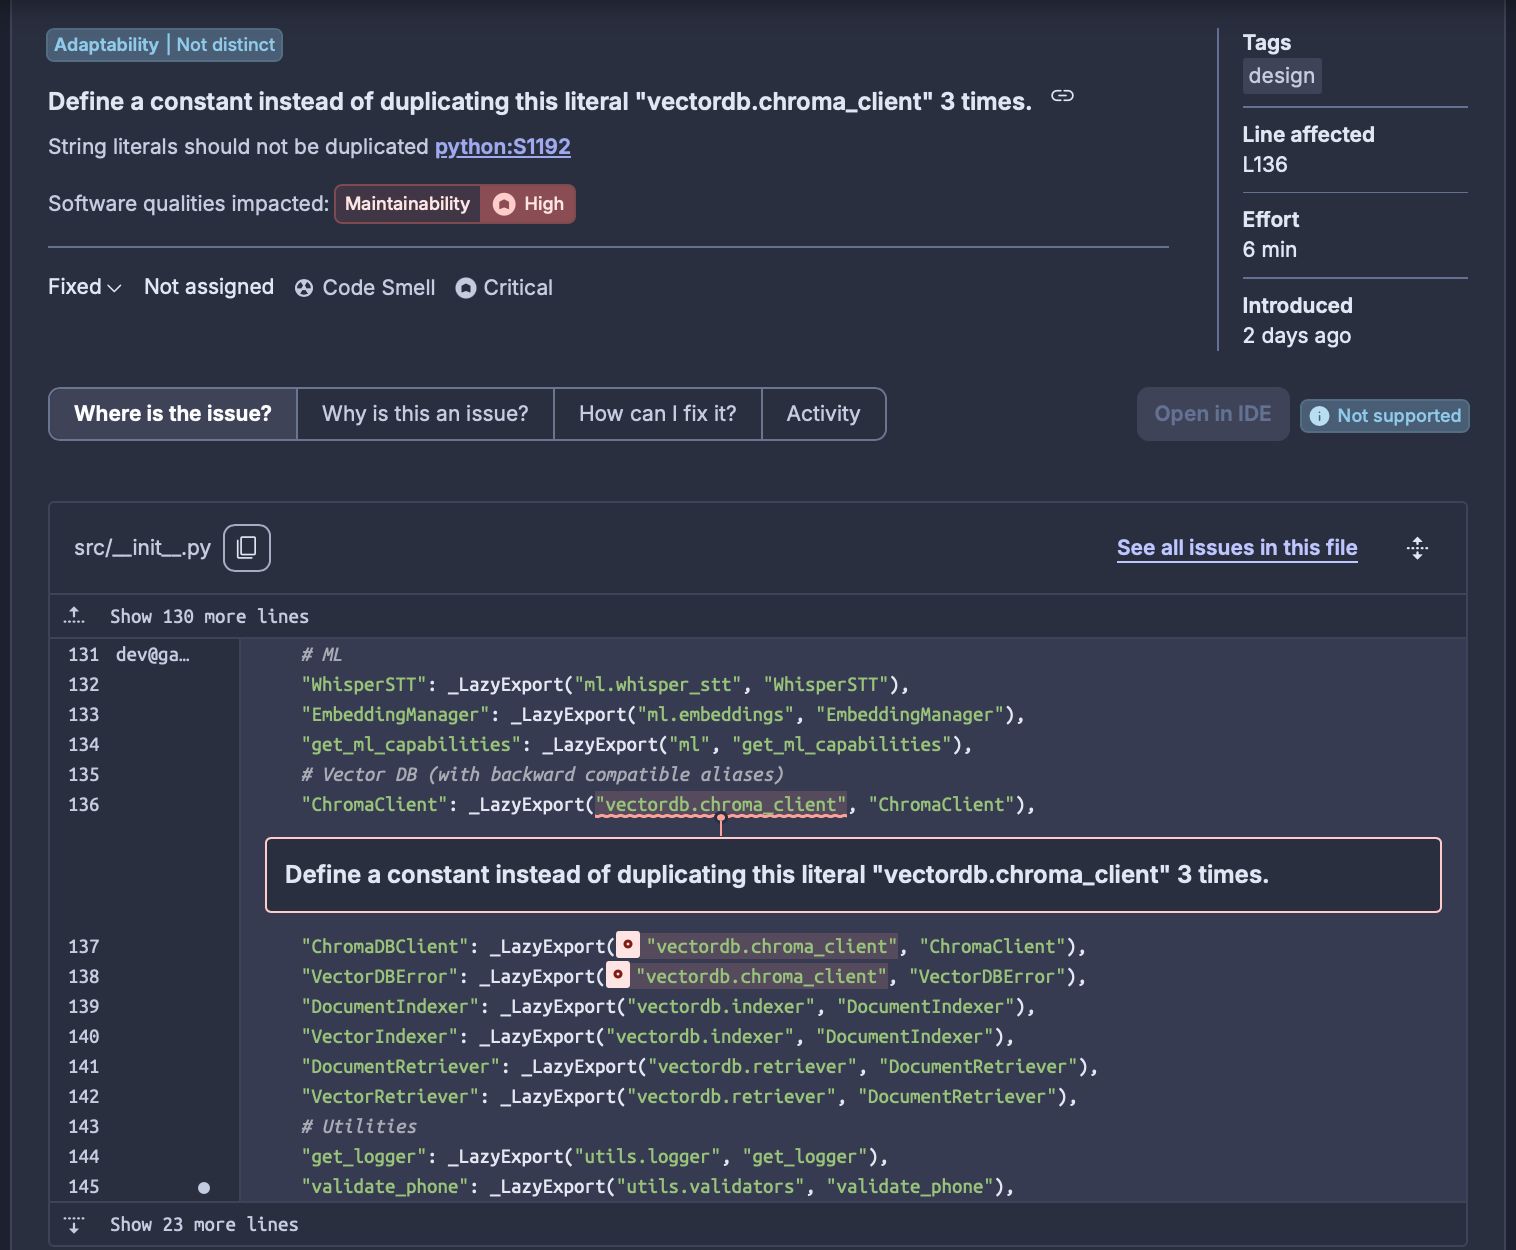 Adaptability | Not distinct
Define a constant instead of duplicating this literal "vectordb.chroma_client" 3 times.
String literals should not be duplicated python:S1192
Software qualities impacted: Maintainability High
Fixed Not assigned Code Smell Critical
Tags
design
Line affected
L136
Effort
6 min
Introduced
2 days ago
Where is the issue? Why is this an issue? How can I fix it? Activity
Open in IDE Not supported
src/__init__.py See all issues in this file
Show 130 more lines
131 dev@ga… # ML
132 "WhisperSTT": _LazyExport("ml.whisper_stt", "WhisperSTT"),
133 "EmbeddingManager": _LazyExport("ml.embeddings", "EmbeddingManager"),
134 "get_ml_capabilities": _LazyExport("ml", "get_ml_capabilities"),
135 # Vector DB (with backward compatible aliases)
136 "ChromaClient": _LazyExport("vectordb.chroma_client", "ChromaClient"),
Define a constant instead of duplicating this literal "vectordb.chroma_client" 3 times.
137 "ChromaDBClient": _LazyExport("vectordb.chroma_client", "ChromaClient"),
138 "VectorDBError": _LazyExport("vectordb.chroma_client", "VectorDBError"),
139 "DocumentIndexer": _LazyExport("vectordb.indexer", "DocumentIndexer"),
140 "VectorIndexer": _LazyExport("vectordb.indexer", "DocumentIndexer"),
141 "DocumentRetriever": _LazyExport("vectordb.retriever", "DocumentRetriever"),
142 "VectorRetriever": _LazyExport("vectordb.retriever", "DocumentRetriever"),
143 # Utilities
144 "get_logger": _LazyExport("utils.logger", "get_logger"),
145 "validate_phone": _LazyExport("utils.validators", "validate_phone"),
Show 23 more lines